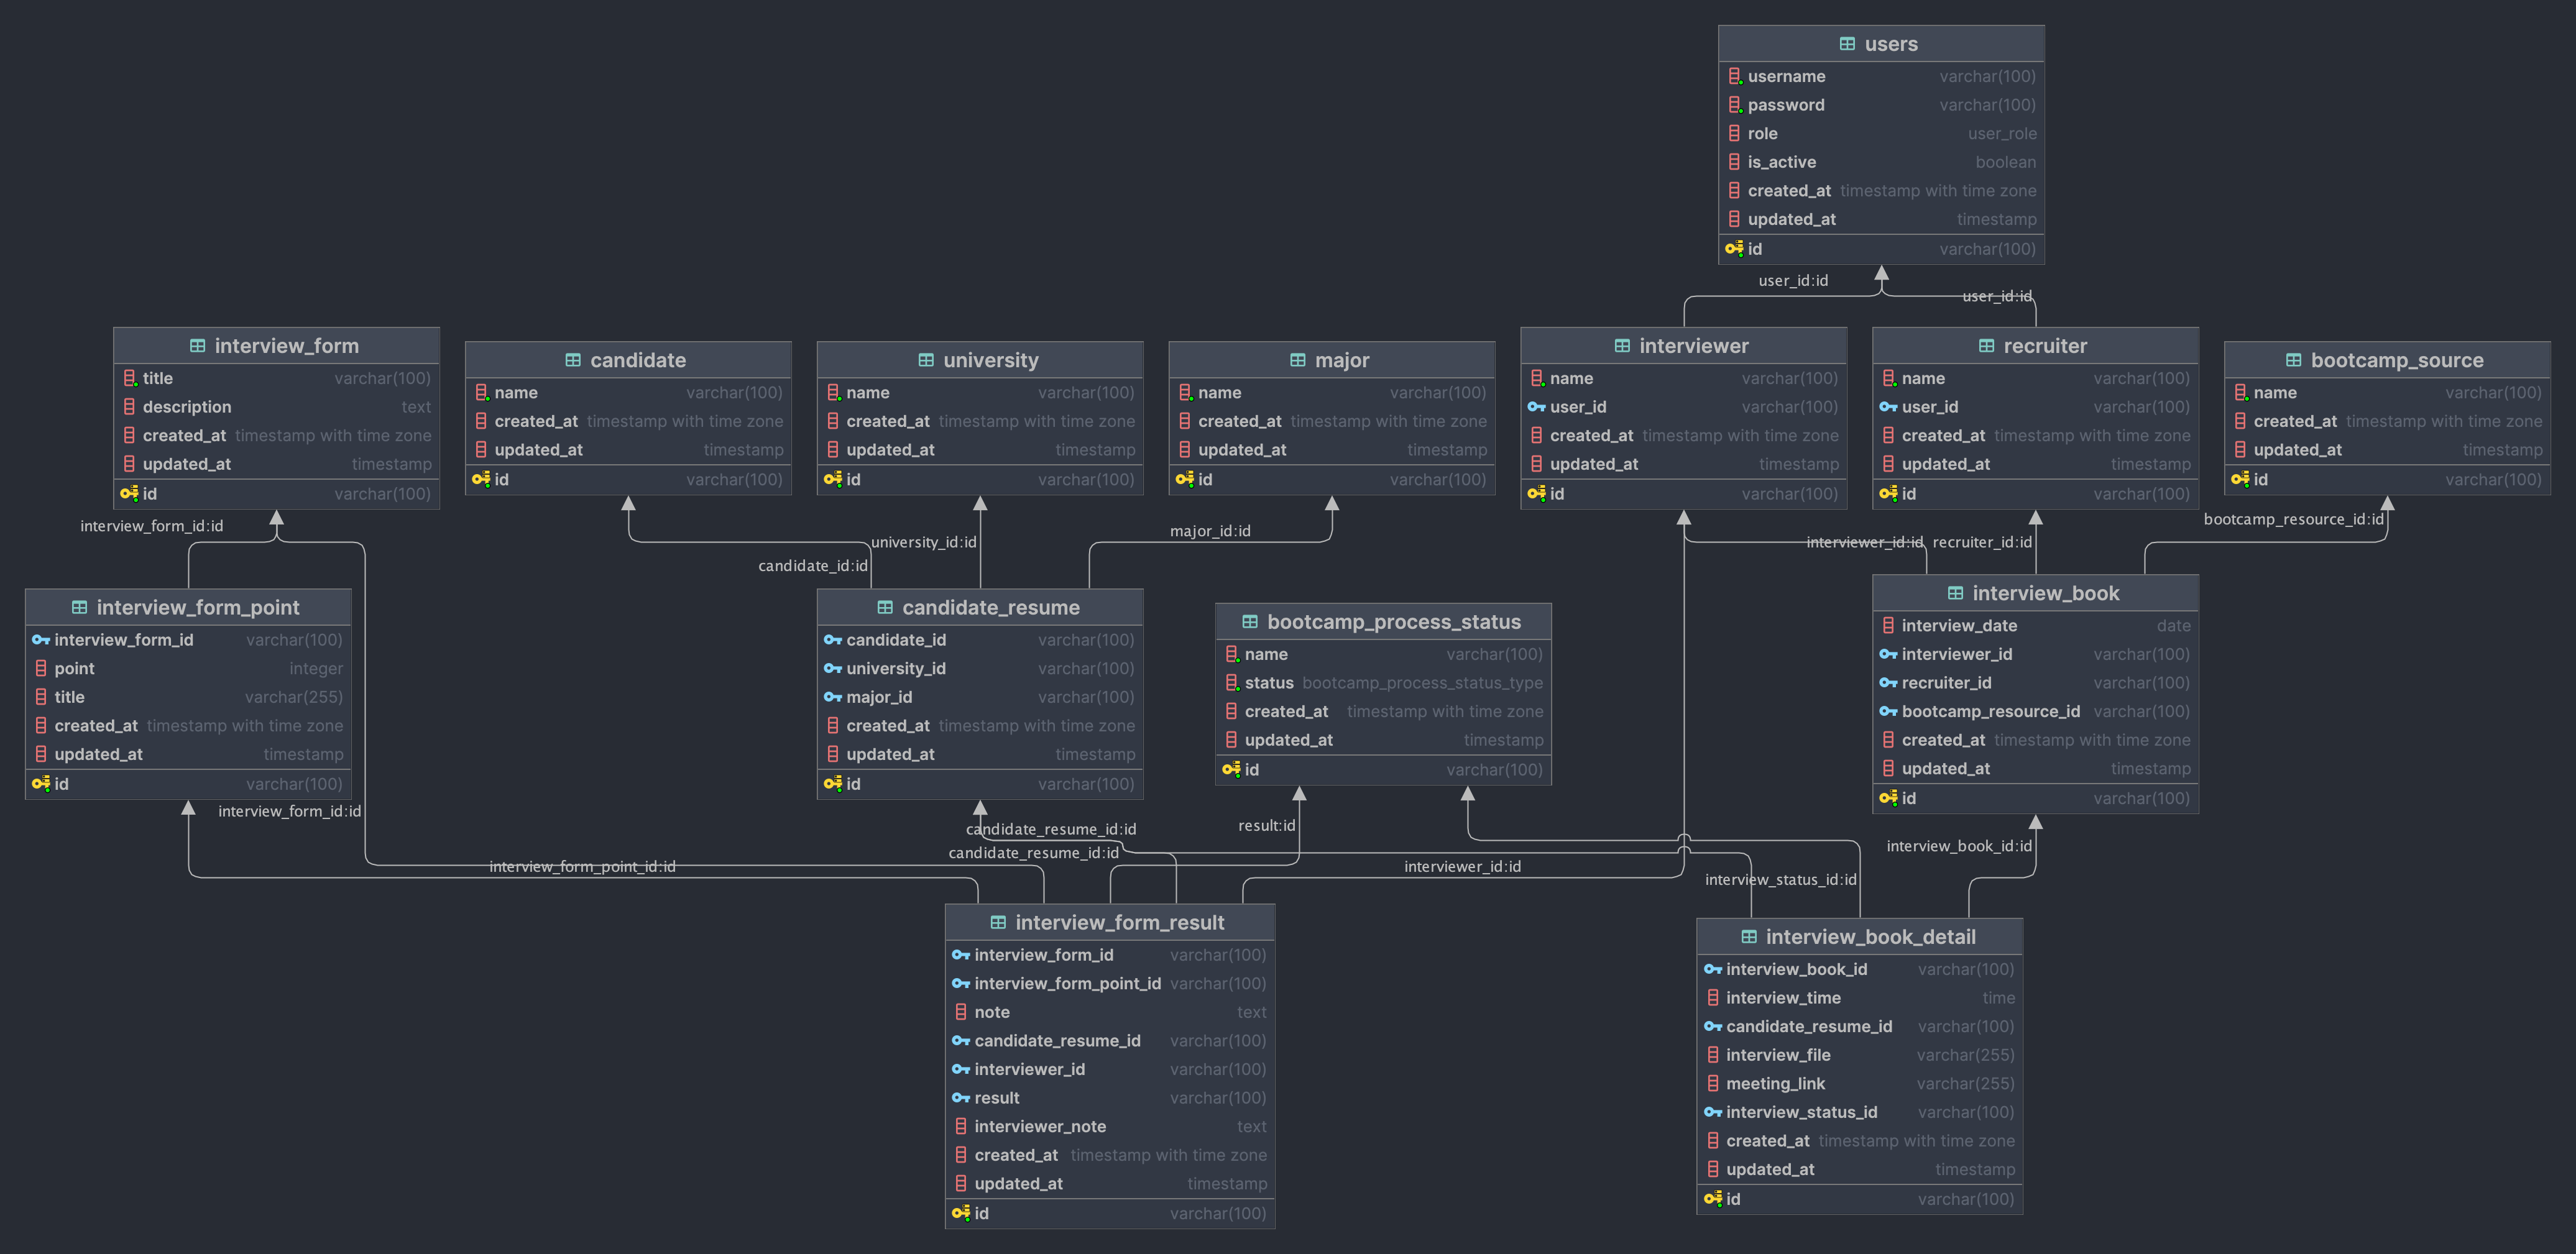 users
username varchar(100)
password varchar(100)
role user_role
is_active boolean
created_at timestamp with time zone
updated_at timestamp
id varchar(100)
user_id:id
user_id:id
interview_form
title varchar(100)
description text
created_at timestamp with time zone
updated_at timestamp
id varchar(100)
candidate
name varchar(100)
created_at timestamp with time zone
updated_at timestamp
id varchar(100)
university
name varchar(100)
created_at timestamp with time zone
updated_at timestamp
id varchar(100)
major
name varchar(100)
created_at timestamp with time zone
updated_at timestamp
id varchar(100)
interviewer
name varchar(100)
user_id varchar(100)
created_at timestamp with time zone
updated_at timestamp
id varchar(100)
recruiter
name varchar(100)
user_id varchar(100)
created_at timestamp with time zone
updated_at timestamp
id varchar(100)
bootcamp_source
name varchar(100)
created_at timestamp with time zone
updated_at timestamp
id varchar(100)
interview_form_id:id
candidate_id:id
university_id:id
major_id:id
interviewer_id:id
recruiter_id:id
bootcamp_resource_id:id
interview_form_point
interview_form_id varchar(100)
point integer
title varchar(255)
created_at timestamp with time zone
updated_at timestamp
id varchar(100)
candidate_resume
candidate_id varchar(100)
university_id varchar(100)
major_id varchar(100)
created_at timestamp with time zone
updated_at timestamp
id varchar(100)
bootcamp_process_status
name varchar(100)
status bootcamp_process_status_type
created_at timestamp with time zone
updated_at timestamp
id varchar(100)
interview_book
interview_date date
interviewer_id varchar(100)
recruiter_id varchar(100)
bootcamp_resource_id varchar(100)
created_at timestamp with time zone
updated_at timestamp
id varchar(100)
interview_form_id:id
interview_form_point_id:id
candidate_resume_id:id
candidate_resume_id:id
result:id
interviewer_id:id
interview_status_id:id
interview_book_id:id
interview_form_result
interview_form_id varchar(100)
interview_form_point_id varchar(100)
note text
candidate_resume_id varchar(100)
interviewer_id varchar(100)
result varchar(100)
interviewer_note text
created_at timestamp with time zone
updated_at timestamp
id varchar(100)
interview_book_detail
interview_book_id varchar(100)
interview_time time
candidate_resume_id varchar(100)
interview_file varchar(255)
meeting_link varchar(255)
interview_status_id varchar(100)
created_at timestamp with time zone
updated_at timestamp
id varchar(100)